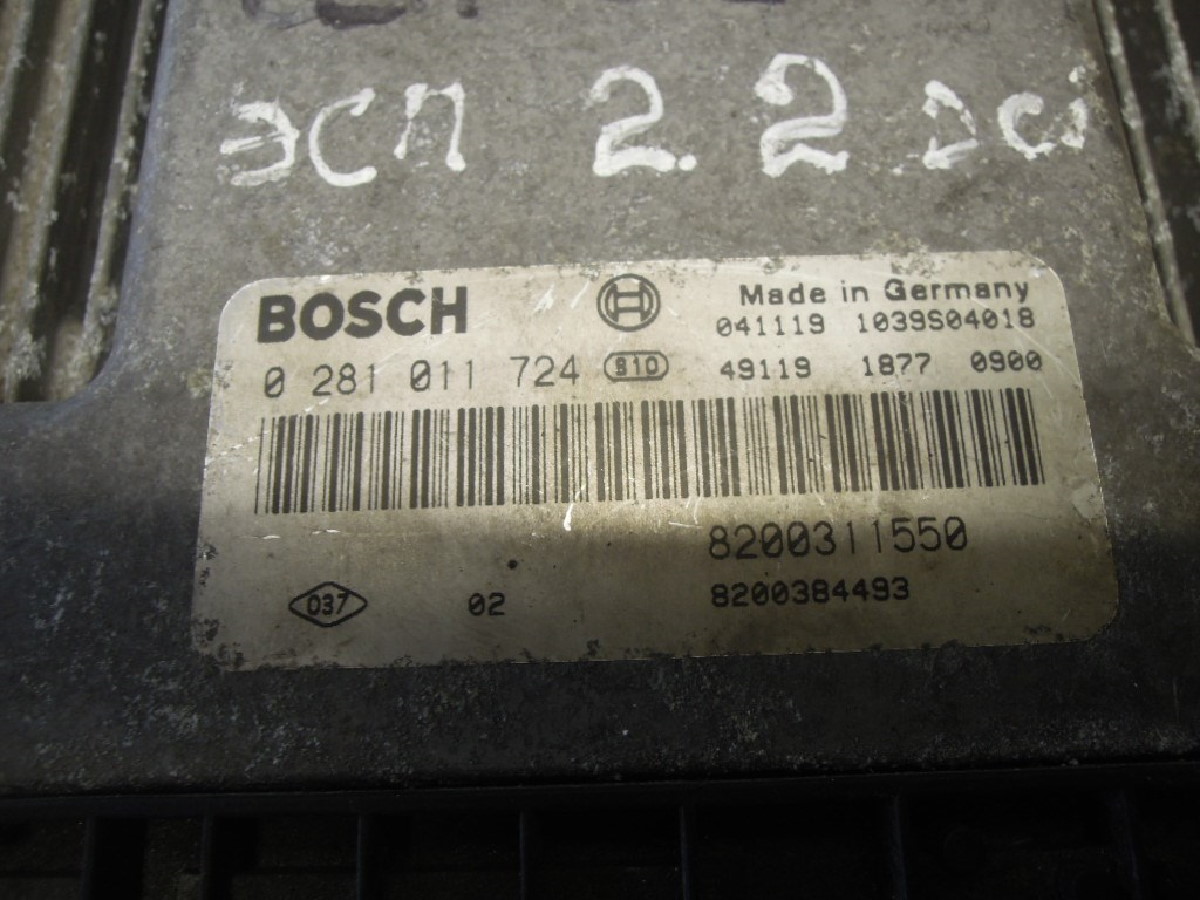 эсп 2.2 DCi
BOSCH
Made in Germany
041119 1039S04018
0 281 011 724 S10 49119 1877 0900
8200311550
037 02 8200384493